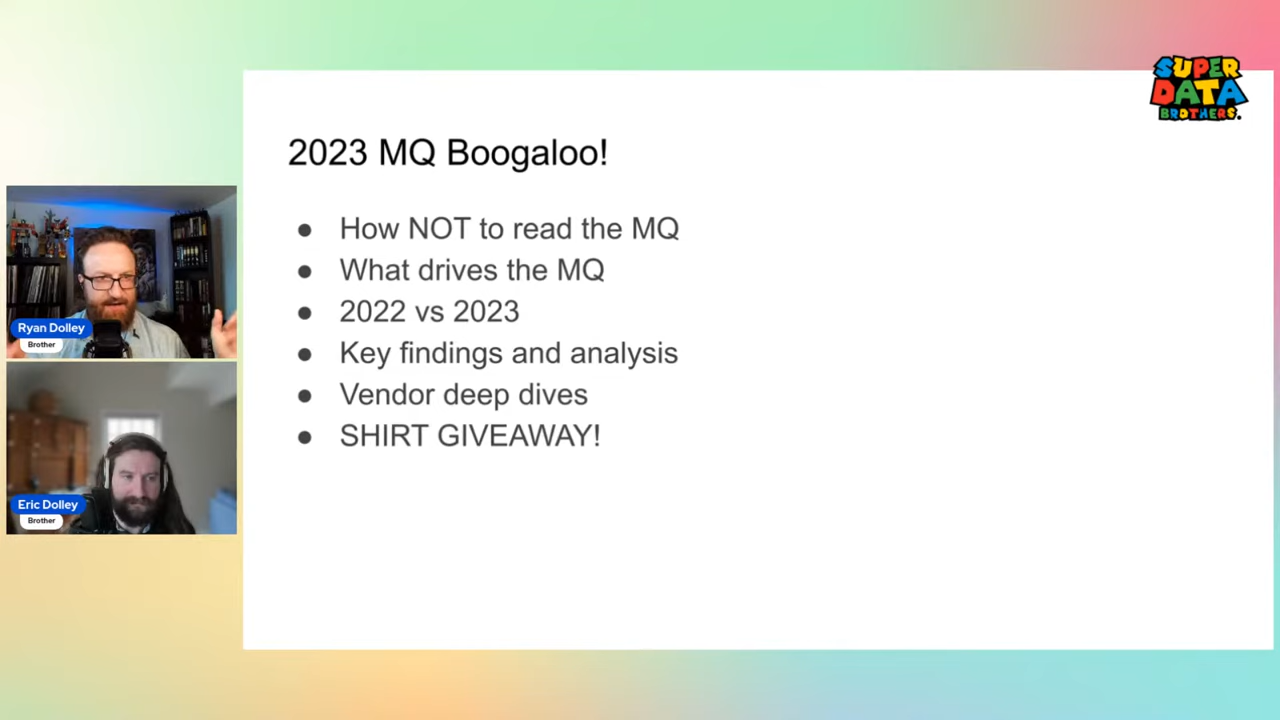 SUPER
DATA
BROTHERS.
2023 MQ Boogaloo!
● How NOT to read the MQ
● What drives the MQ
● 2022 vs 2023
● Key findings and analysis
● Vendor deep dives
● SHIRT GIVEAWAY!
Ryan Dolley
Brother
Eric Dolley
Brother